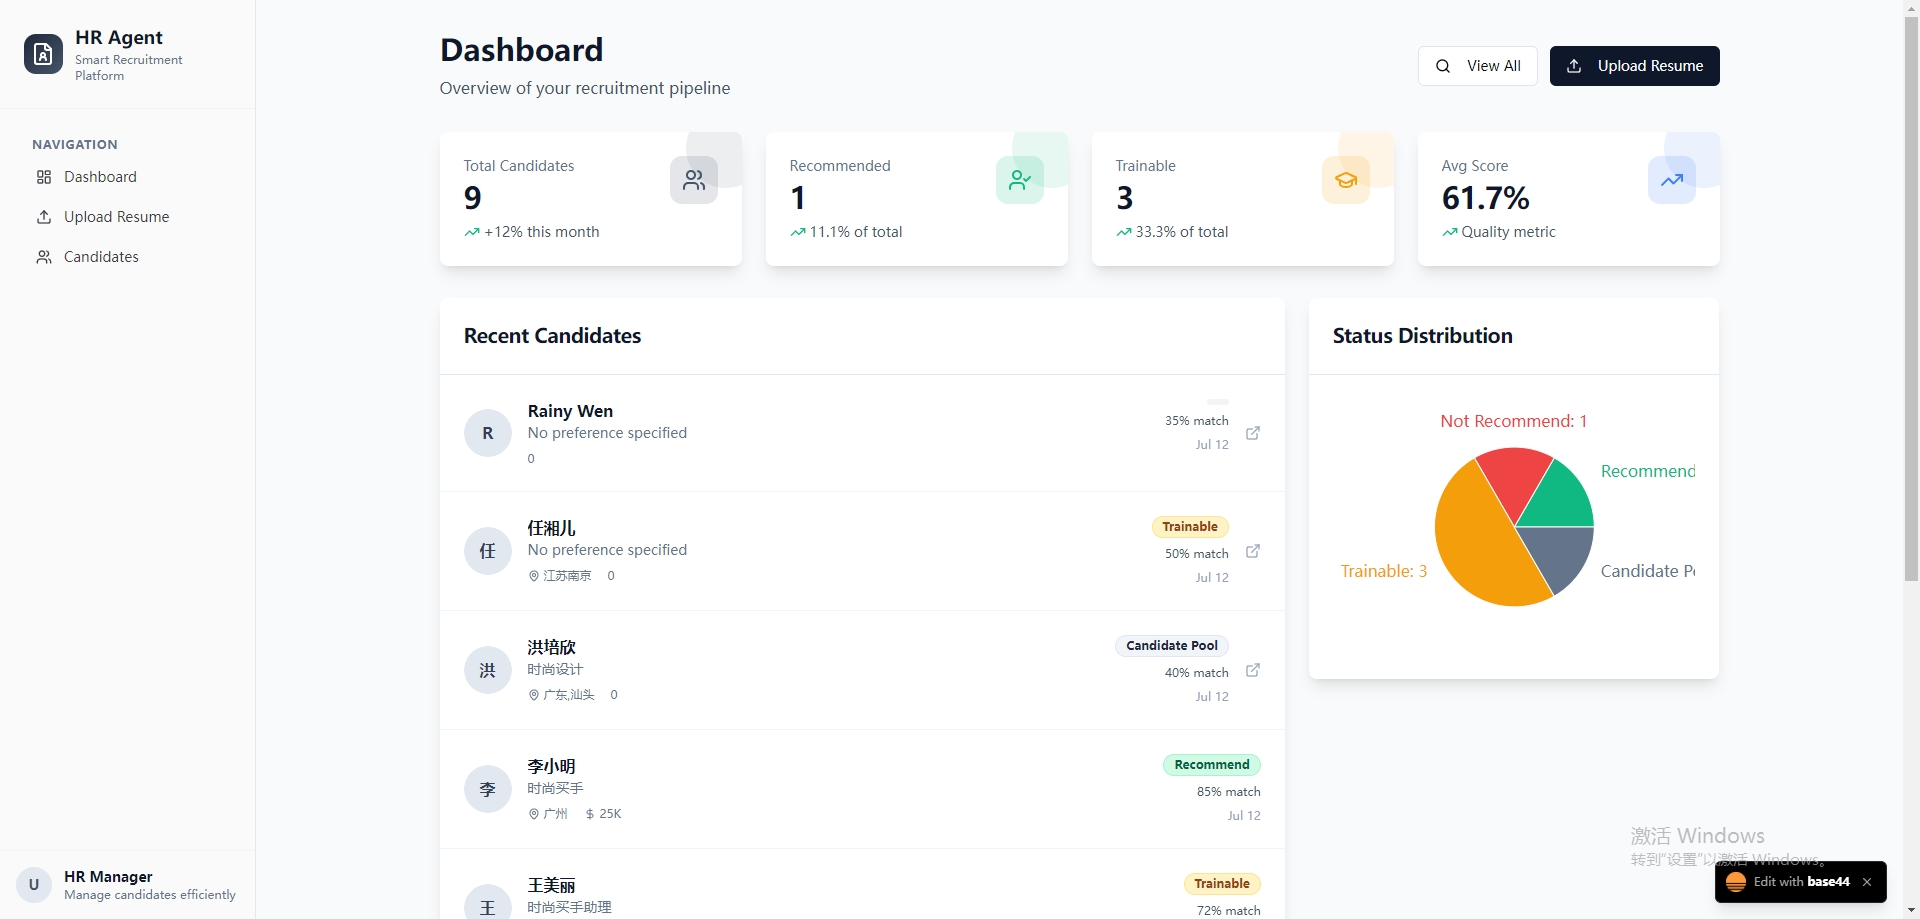 HR Agent
Smart Recruitment
Platform
NAVIGATION
Dashboard
Upload Resume
Candidates
Dashboard
Overview of your recruitment pipeline
View All
Upload Resume
Total Candidates
9
+12% this month
Recommended
1
11.1% of total
Trainable
3
33.3% of total
Avg Score
61.7%
Quality metric
Recent Candidates
R
Rainy Wen
No preference specified
0
35% match
Jul 12
任
任湘儿
No preference specified
江苏南京 0
Trainable
50% match
Jul 12
洪
洪培欣
时尚设计
广东,汕头 0
Candidate Pool
40% match
Jul 12
李
李小明
时尚买手
广州 $ 25K
Recommend
85% match
Jul 12
王
王美丽
时尚买手助理
Trainable
72% match
Status Distribution
Not Recommend: 1
Recommend
Trainable: 3
Candidate P
激活 Windows
转到"设置"以激活 Windows。
Edit with base44
U
HR Manager
Manage candidates efficiently